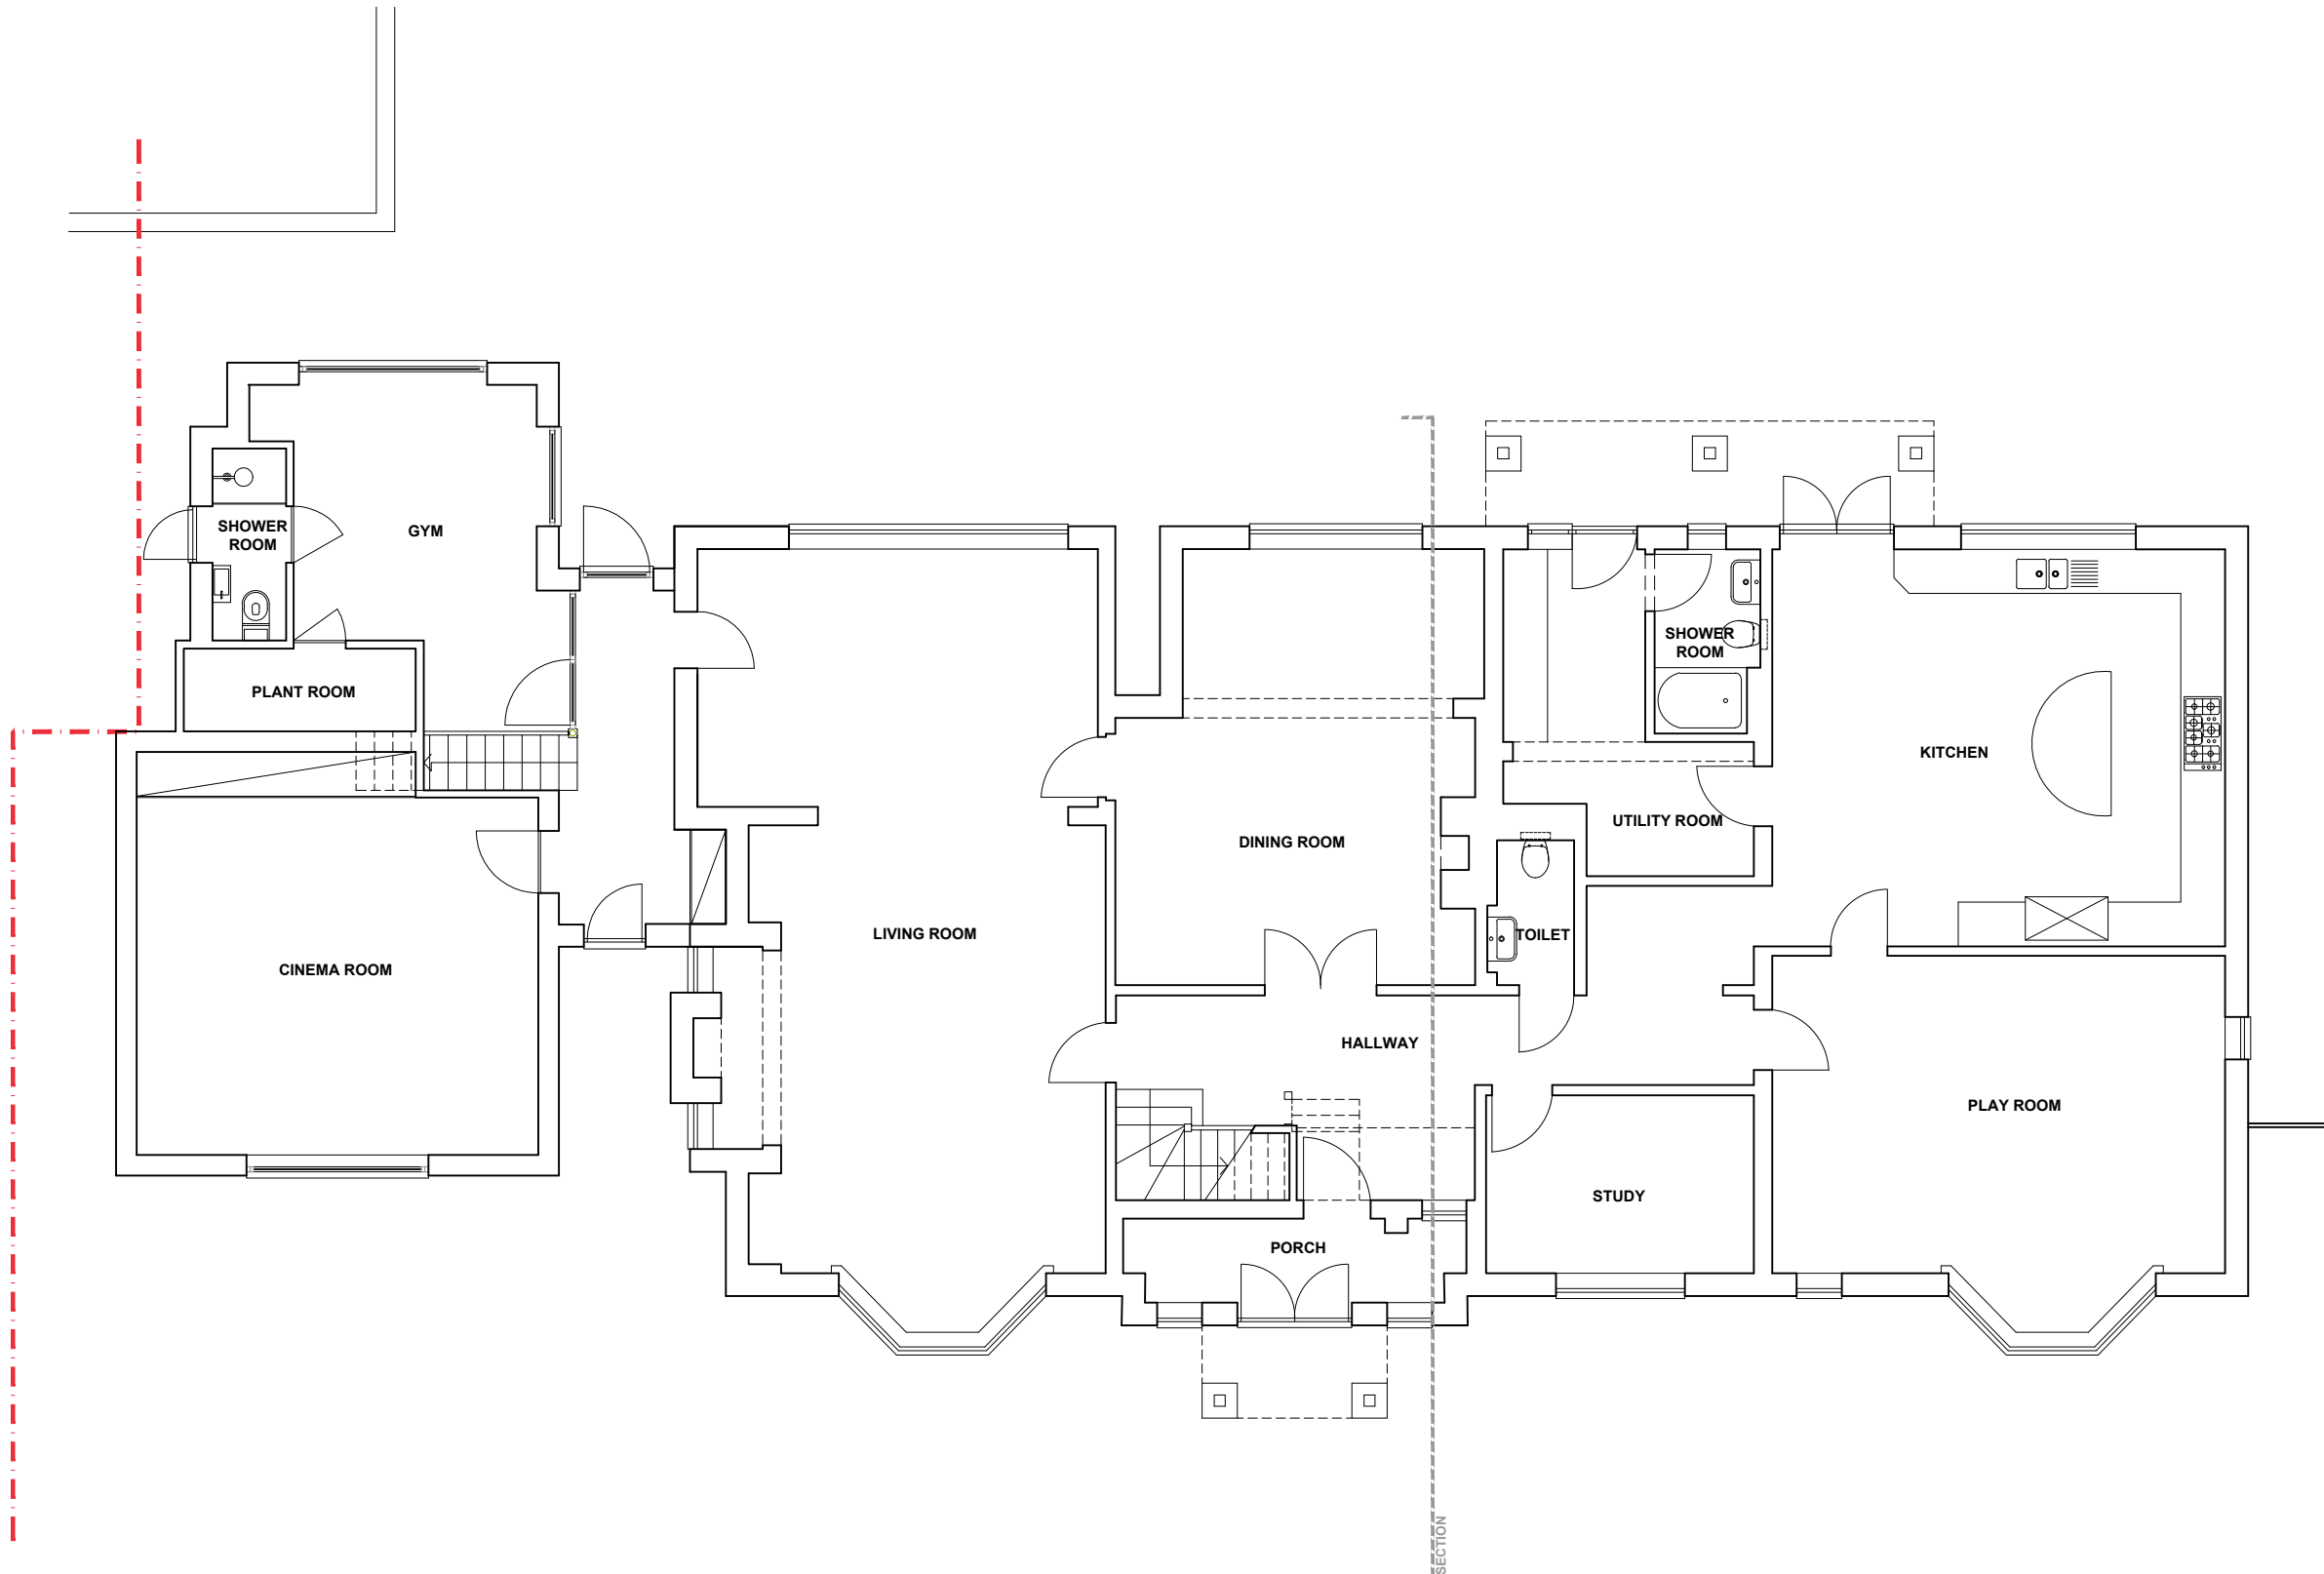 SHOWER
ROOM
GYM
PLANT ROOM
SHOWER
ROOM
KITCHEN
UTILITY ROOM
DINING ROOM
LIVING ROOM
TOILET
CINEMA ROOM
HALLWAY
PLAY ROOM
STUDY
PORCH
SECTION